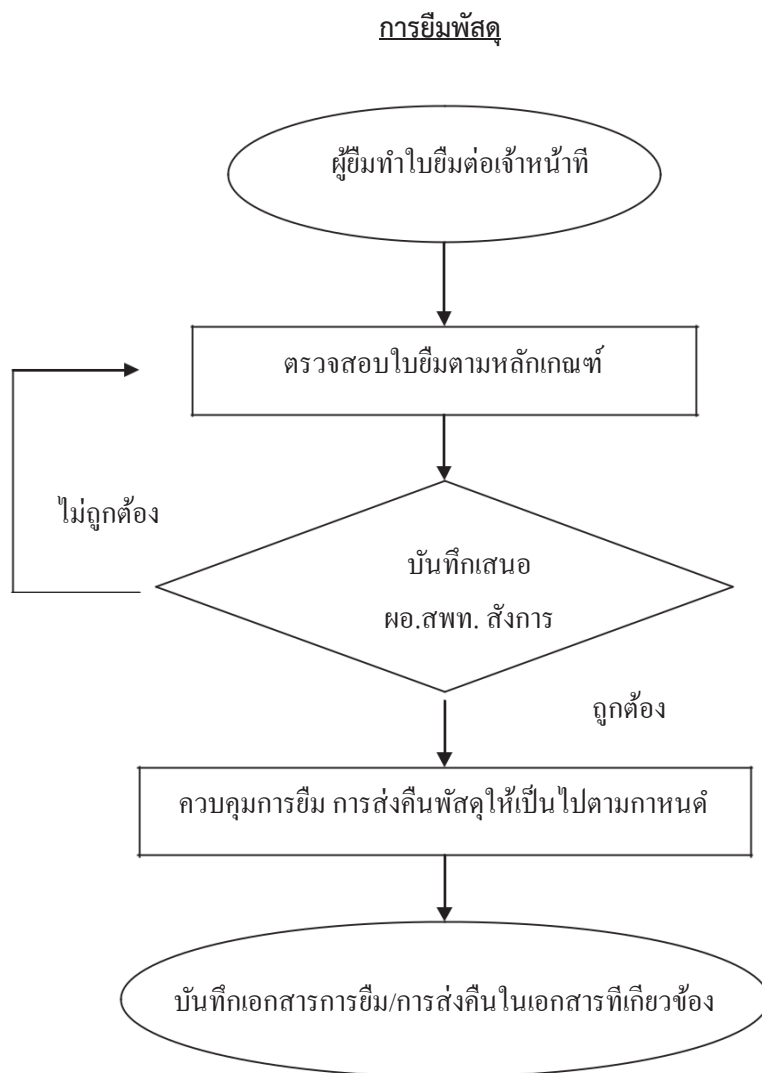 การยืมพัสดุ
ผู้ยืมทำใบยืมต่อเจ้าหน้าที
ตรวจสอบใบยืมตามหลักเกณฑ์
ไม่ถูกต้อง
บันทึกเสนอ
ผอ.สพท. สังการ
ถูกต้อง
ควบคุมการยืม การส่งคืนพัสดุให้เป็นไปตามกาหนดํ
บันทึกเอกสารการยืม/การส่งคืนในเอกสารทีเกียวข้อง